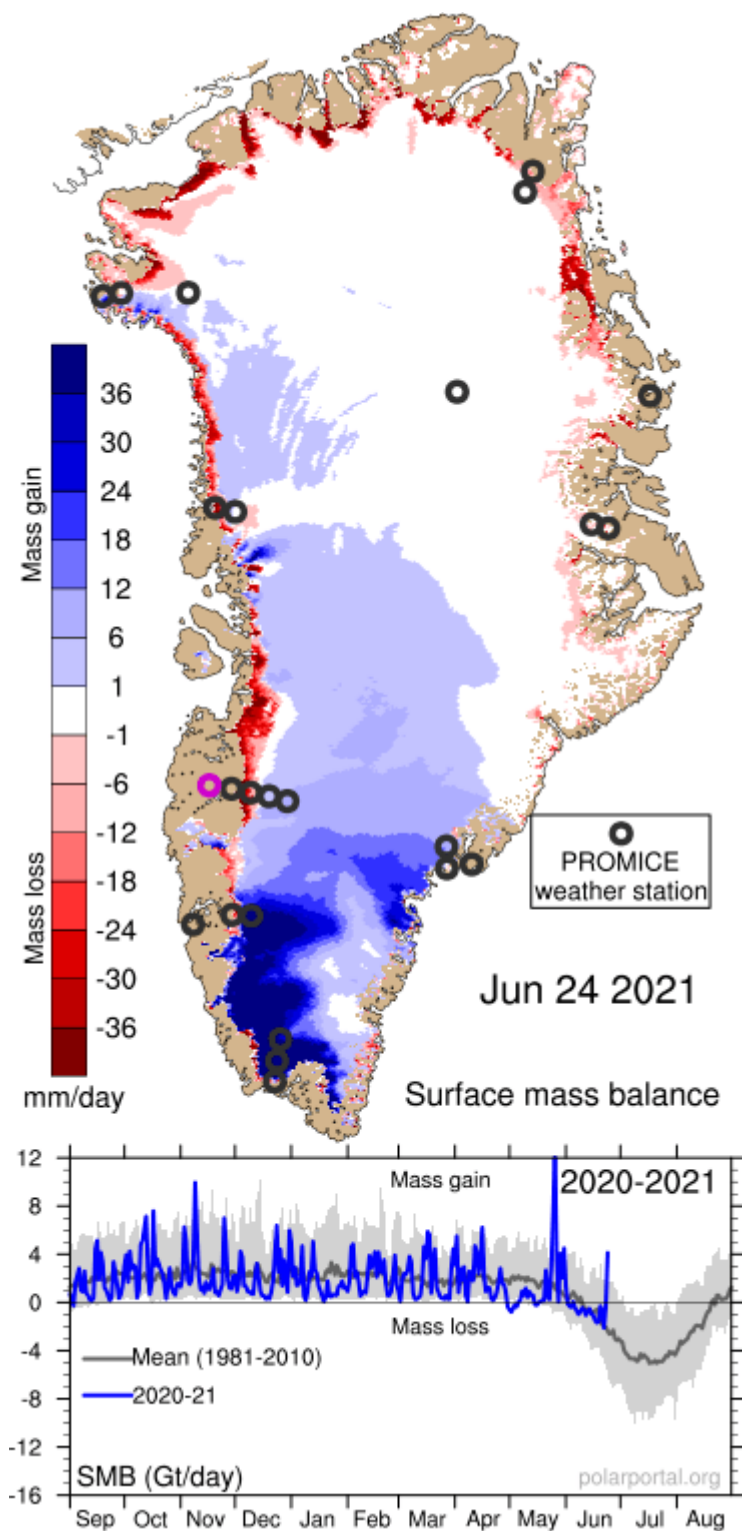 36
30
24
18
12
6
1
-1
-6
-12
-18
-24
-30
-36
Mass gain
Mass loss
mm/day
PROMICE
weather station
Jun 24 2021
Surface mass balance
12
8
4
0
-4
-8
-12
-16
Mass gain
2020-2021
Mass loss
Mean (1981-2010)
2020-21
SMB (Gt/day)
polarportal.org
Sep Oct Nov Dec Jan Feb Mar Apr May Jun Jul Aug